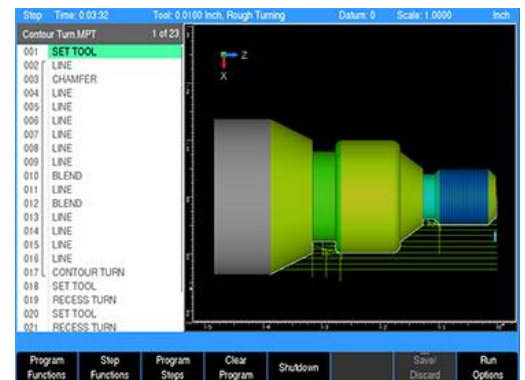 Stop Time: 0:03:32 Tool: 0.0100 Inch, Rough Turning Datum: 0 Scale: 1.0000 Inch
Contour Turn.MPT 1 of 23
001 SET TOOL
002 LINE
003 CHAMFER
004 LINE
005 LINE
006 LINE
007 LINE
008 LINE
009 LINE
010 BLEND
011 LINE
012 BLEND
013 LINE
014 LINE
015 LINE
016 LINE
017 CONTOUR TURN
018 SET TOOL
019 RECESS TURN
020 SET TOOL
021 RECESS TURN
Z
X
Program Functions
Step Functions
Program Steps
Clear Program
Shutdown
Save/ Discard
Run Options